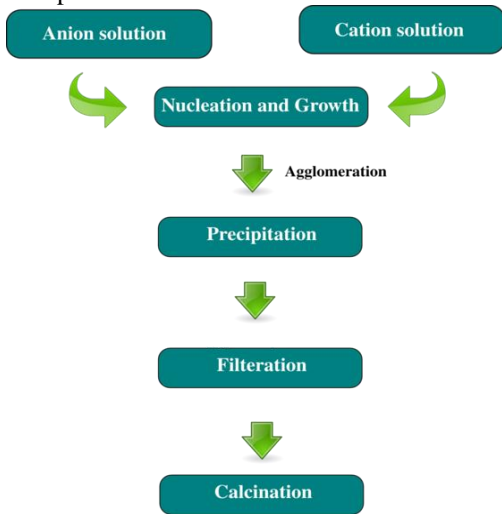 Anion solution
Cation solution
Nucleation and Growth
Agglomeration
Precipitation
Filteration
Calcination